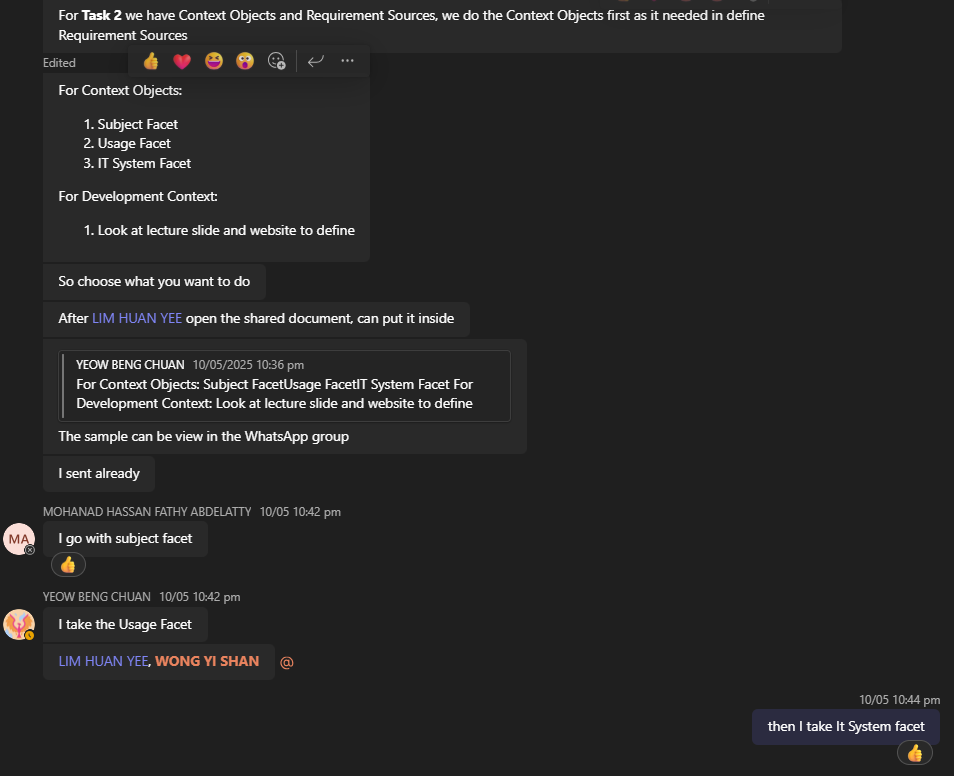 For Task 2 we have Context Objects and Requirement Sources, we do the Context Objects first as it needed in define
Requirement Sources
Edited
For Context Objects:
1. Subject Facet
2. Usage Facet
3. IT System Facet
For Development Context:
1. Look at lecture slide and website to define
So choose what you want to do
After LIM HUAN YEE open the shared document, can put it inside
YEOW BENG CHUAN 10/05/2025 10:36 pm
For Context Objects: Subject FacetUsage FacetIT System Facet For
Development Context: Look at lecture slide and website to define
The sample can be view in the WhatsApp group
I sent already
MOHANAD HASSAN FATHY ABDELATTY 10/05 10:42 pm
MA
I go with subject facet
YEOW BENG CHUAN 10/05 10:42 pm
I take the Usage Facet
LIM HUAN YEE, WONG YI SHAN @
10/05 10:44 pm
then I take It System facet